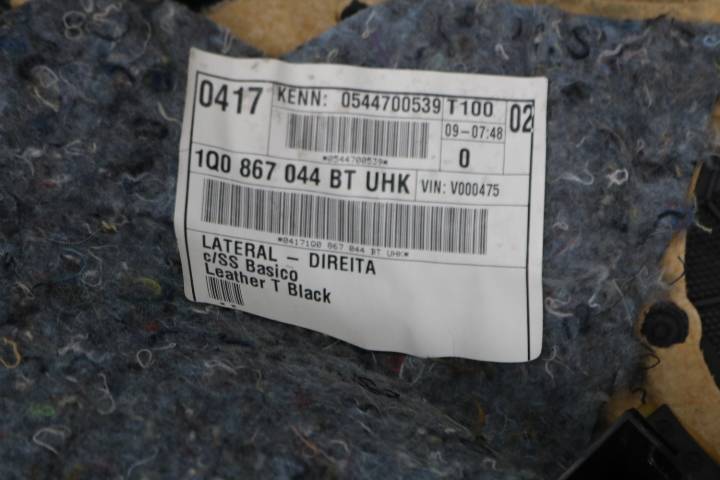 0417 KENN: 0544700539 T100 02
09-07:48
*0544700539* 0
1Q0 867 044 BT UHK VIN: V000475
*04171Q0 867 044 BT UHK*
LATERAL - DIREITA
c/SS Basico
Leather T Black